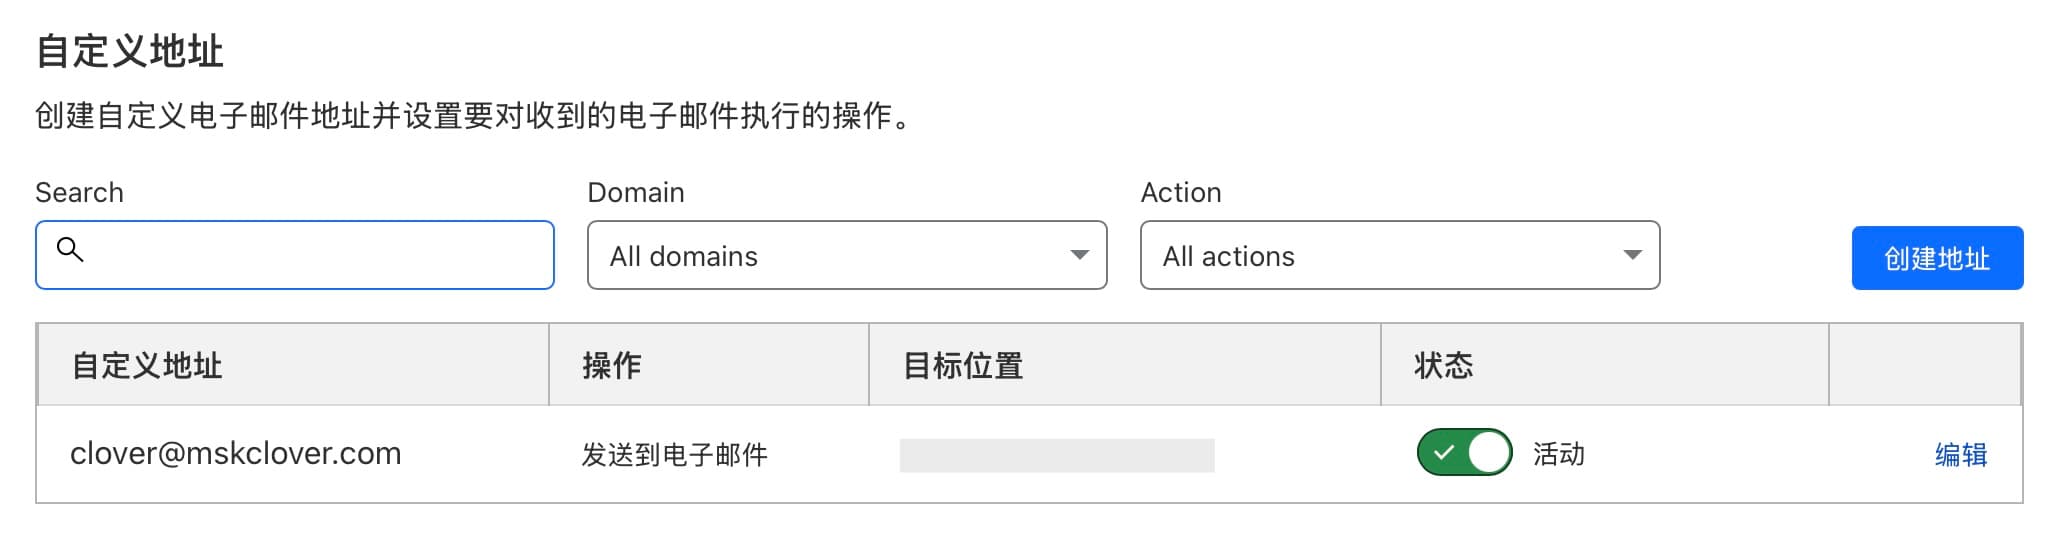 自定义地址
创建自定义电子邮件地址并设置要对收到的电子邮件执行的操作。
Search Domain Action
All domains All actions 创建地址
自定义地址 操作 目标位置 状态
clover@mskclover.com 发送到电子邮件 活动 编辑